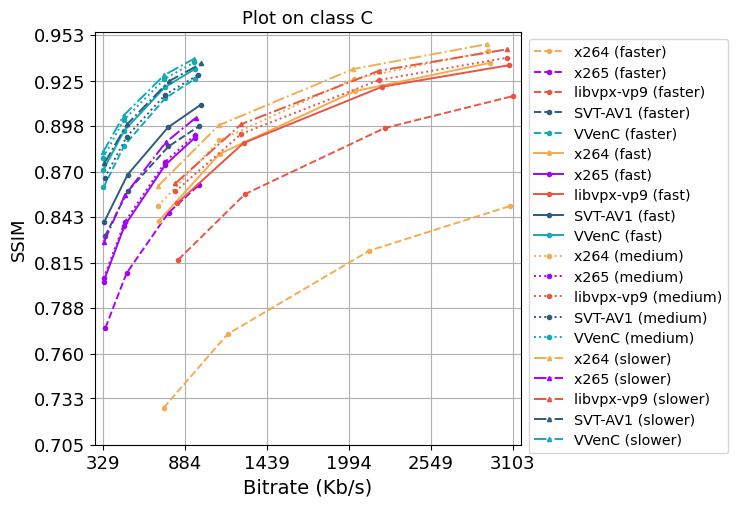 Plot on class C
SSIM
0.953
0.925
0.898
0.870
0.843
0.815
0.788
0.760
0.733
0.705
329 884 1439 1994 2549 3103
Bitrate (Kb/s)
x264 (faster)
x265 (faster)
libvpx-vp9 (faster)
SVT-AV1 (faster)
VVenC (faster)
x264 (fast)
x265 (fast)
libvpx-vp9 (fast)
SVT-AV1 (fast)
VVenC (fast)
x264 (medium)
x265 (medium)
libvpx-vp9 (medium)
SVT-AV1 (medium)
VVenC (medium)
x264 (slower)
x265 (slower)
libvpx-vp9 (slower)
SVT-AV1 (slower)
VVenC (slower)